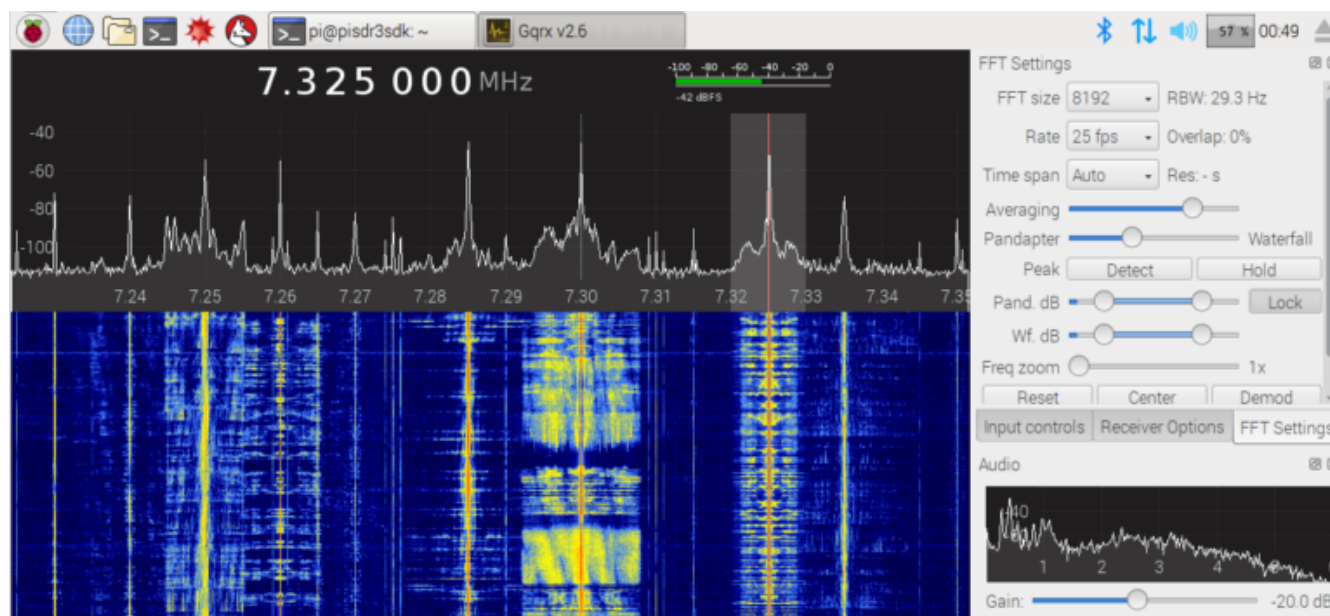 pi@pisdr3sdk: ~
Gqrx v2.6
57 %
00:49
7.325 000 MHz
-100 -80 -60 -40 -20 0
-42 dBFS
-40
-60
-80
-100
7.24 7.25 7.26 7.27 7.28 7.29 7.30 7.31 7.32 7.33 7.34 7.35
FFT Settings
FFT size 8192 RBW: 29.3 Hz
Rate 25 fps Overlap: 0%
Time span Auto Res: - s
Averaging
Pandapter Waterfall
Peak Detect Hold
Pand. dB Lock
Wf. dB
Freq zoom 1x
Reset Center Demod
Input controls Receiver Options FFT Settings
Audio
-40
1 2 3 4
Gain: -20.0 dB